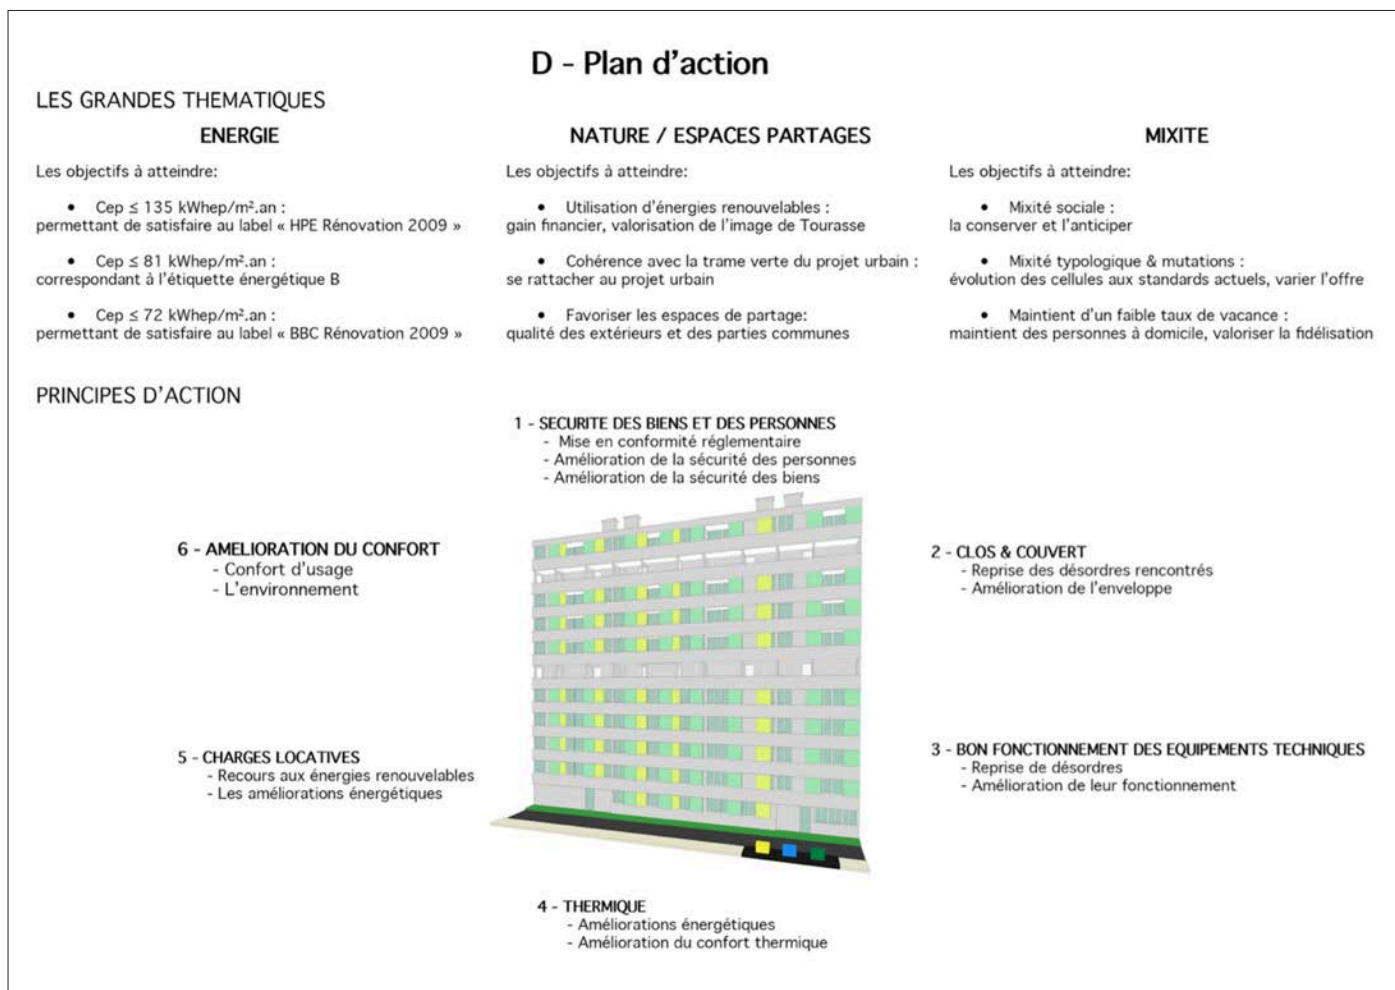 D - Plan d'action
LES GRANDES THEMATIQUES
ENERGIE
Les objectifs à atteindre:
• Cep ≤ 135 kWhep/m².an :
permettant de satisfaire au label « HPE Rénovation 2009 »
• Cep ≤ 81 kWhep/m².an :
correspondant à l'étiquette énergétique B
• Cep ≤ 72 kWhep/m².an :
permettant de satisfaire au label « BBC Rénovation 2009 »
NATURE / ESPACES PARTAGES
Les objectifs à atteindre:
• Utilisation d'énergies renouvelables :
gain financier, valorisation de l'image de Tourasse
• Cohérence avec la trame verte du projet urbain :
se rattacher au projet urbain
• Favoriser les espaces de partage:
qualité des extérieurs et des parties communes
MIXITE
Les objectifs à atteindre:
• Mixité sociale :
la conserver et l'anticiper
• Mixité typologique & mutations :
évolution des cellules aux standards actuels, varier l'offre
• Maintient d'un faible taux de vacance :
maintient des personnes à domicile, valoriser la fidélisation
PRINCIPES D'ACTION
1 - SECURITE DES BIENS ET DES PERSONNES
- Mise en conformité réglementaire
- Amélioration de la sécurité des personnes
- Amélioration de la sécurité des biens
2 - CLOS & COUVERT
- Reprise des désordres rencontrés
- Amélioration de l'enveloppe
3 - BON FONCTIONNEMENT DES EQUIPEMENTS TECHNIQUES
- Reprise de désordres
- Amélioration de leur fonctionnement
4 - THERMIQUE
- Améliorations énergétiques
- Amélioration du confort thermique
5 - CHARGES LOCATIVES
- Recours aux énergies renouvelables
- Les améliorations énergétiques
6 - AMELIORATION DU CONFORT
- Confort d'usage
- L'environnement